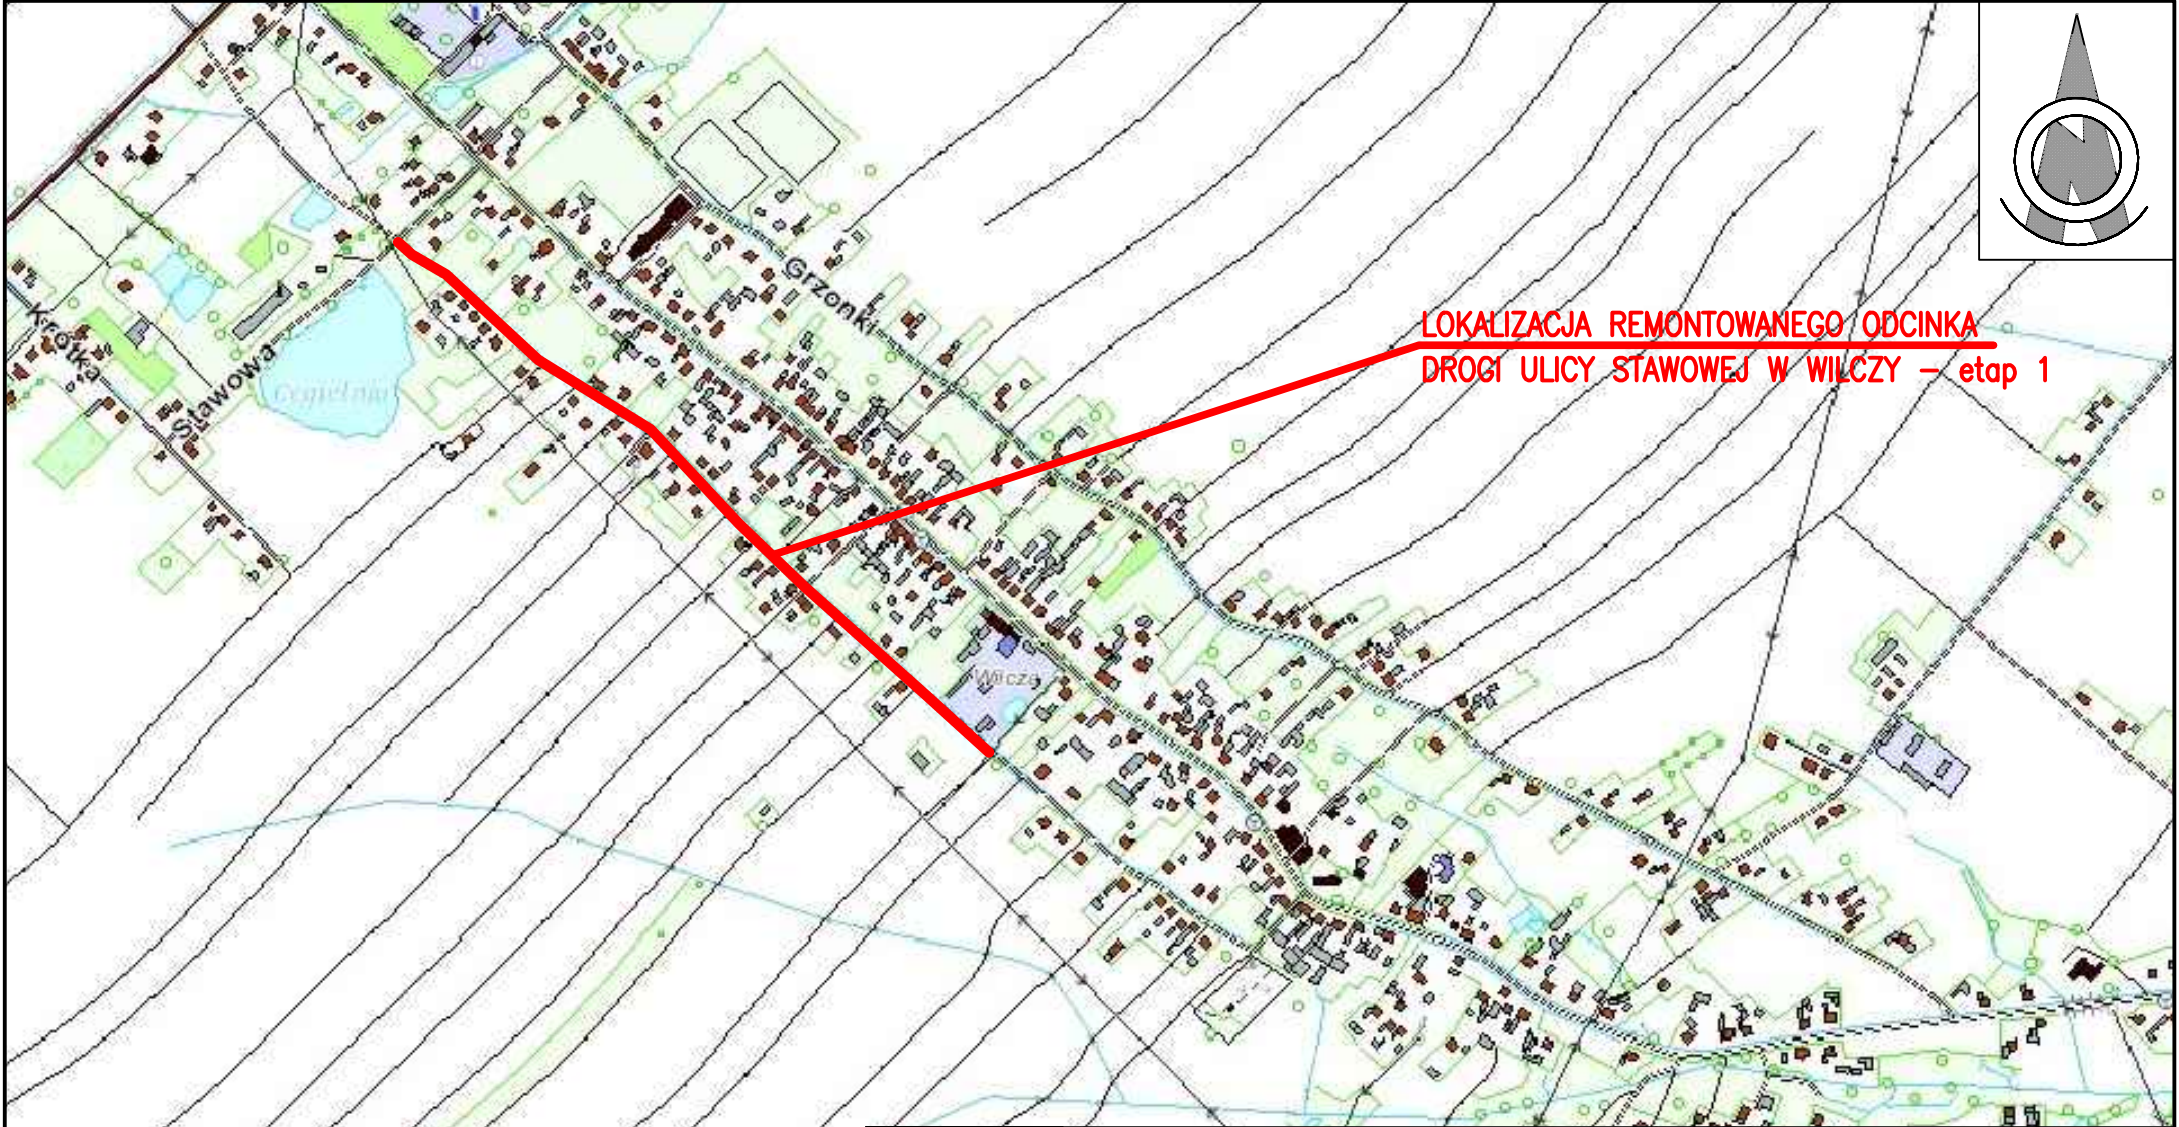 Grzonki
LOKALIZACJA REMONTOWANEGO ODCINKA
DROGI ULICY STAWOWEJ W WILCZY – etap 1
Krótka
Stawowa
Cegielnia
Wilcza
N